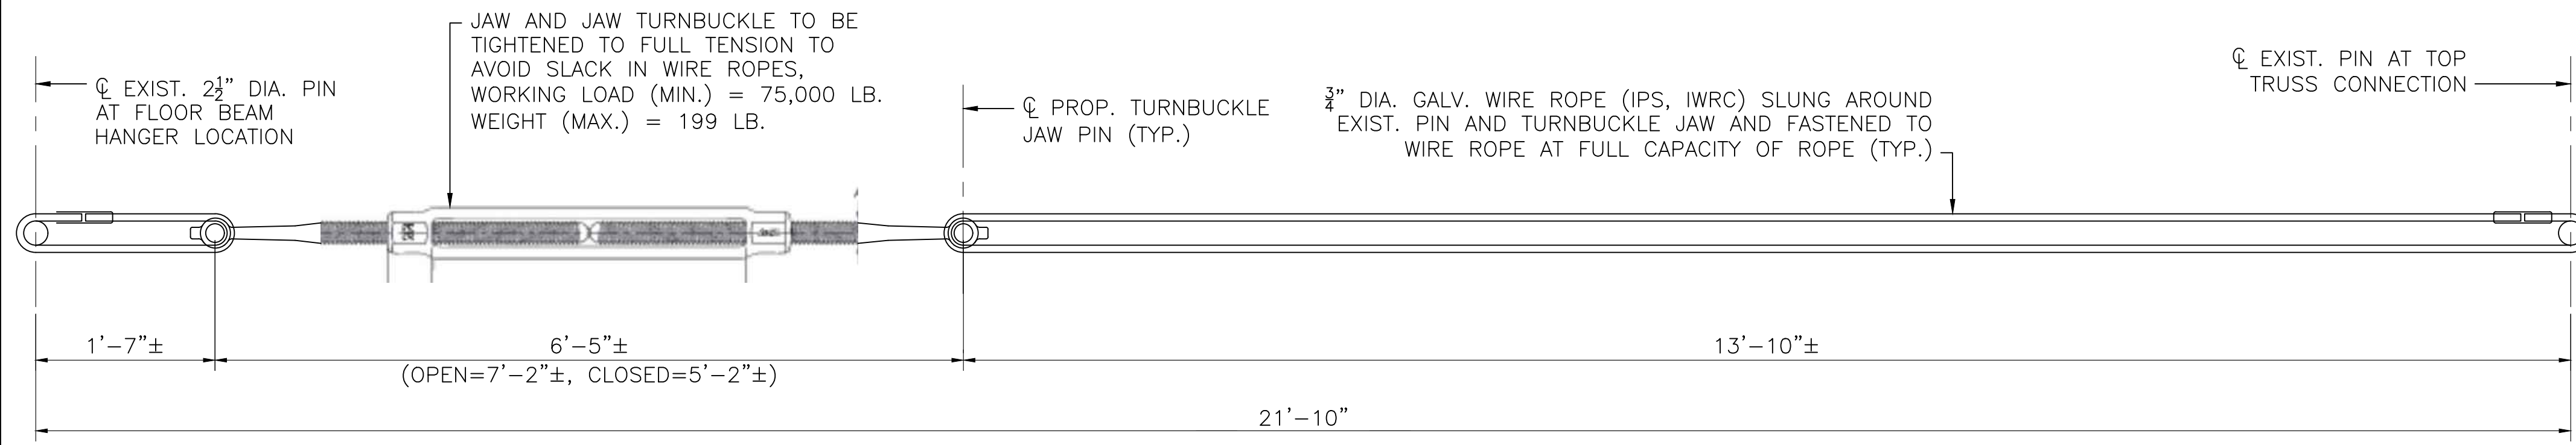 JAW AND JAW TURNBUCKLE TO BE
TIGHTENED TO FULL TENSION TO
AVOID SLACK IN WIRE ROPES,
WORKING LOAD (MIN.) = 75,000 LB.
WEIGHT (MAX.) = 199 LB.
℄ EXIST. 2½" DIA. PIN
AT FLOOR BEAM
HANGER LOCATION
℄ PROP. TURNBUCKLE
JAW PIN (TYP.)
¾" DIA. GALV. WIRE ROPE (IPS, IWRC) SLUNG AROUND
EXIST. PIN AND TURNBUCKLE JAW AND FASTENED TO
WIRE ROPE AT FULL CAPACITY OF ROPE (TYP.)
℄ EXIST. PIN AT TOP
TRUSS CONNECTION
1'-7"±
6'-5"±
(OPEN=7'-2"±, CLOSED=5'-2"±)
13'-10"±
21'-10"